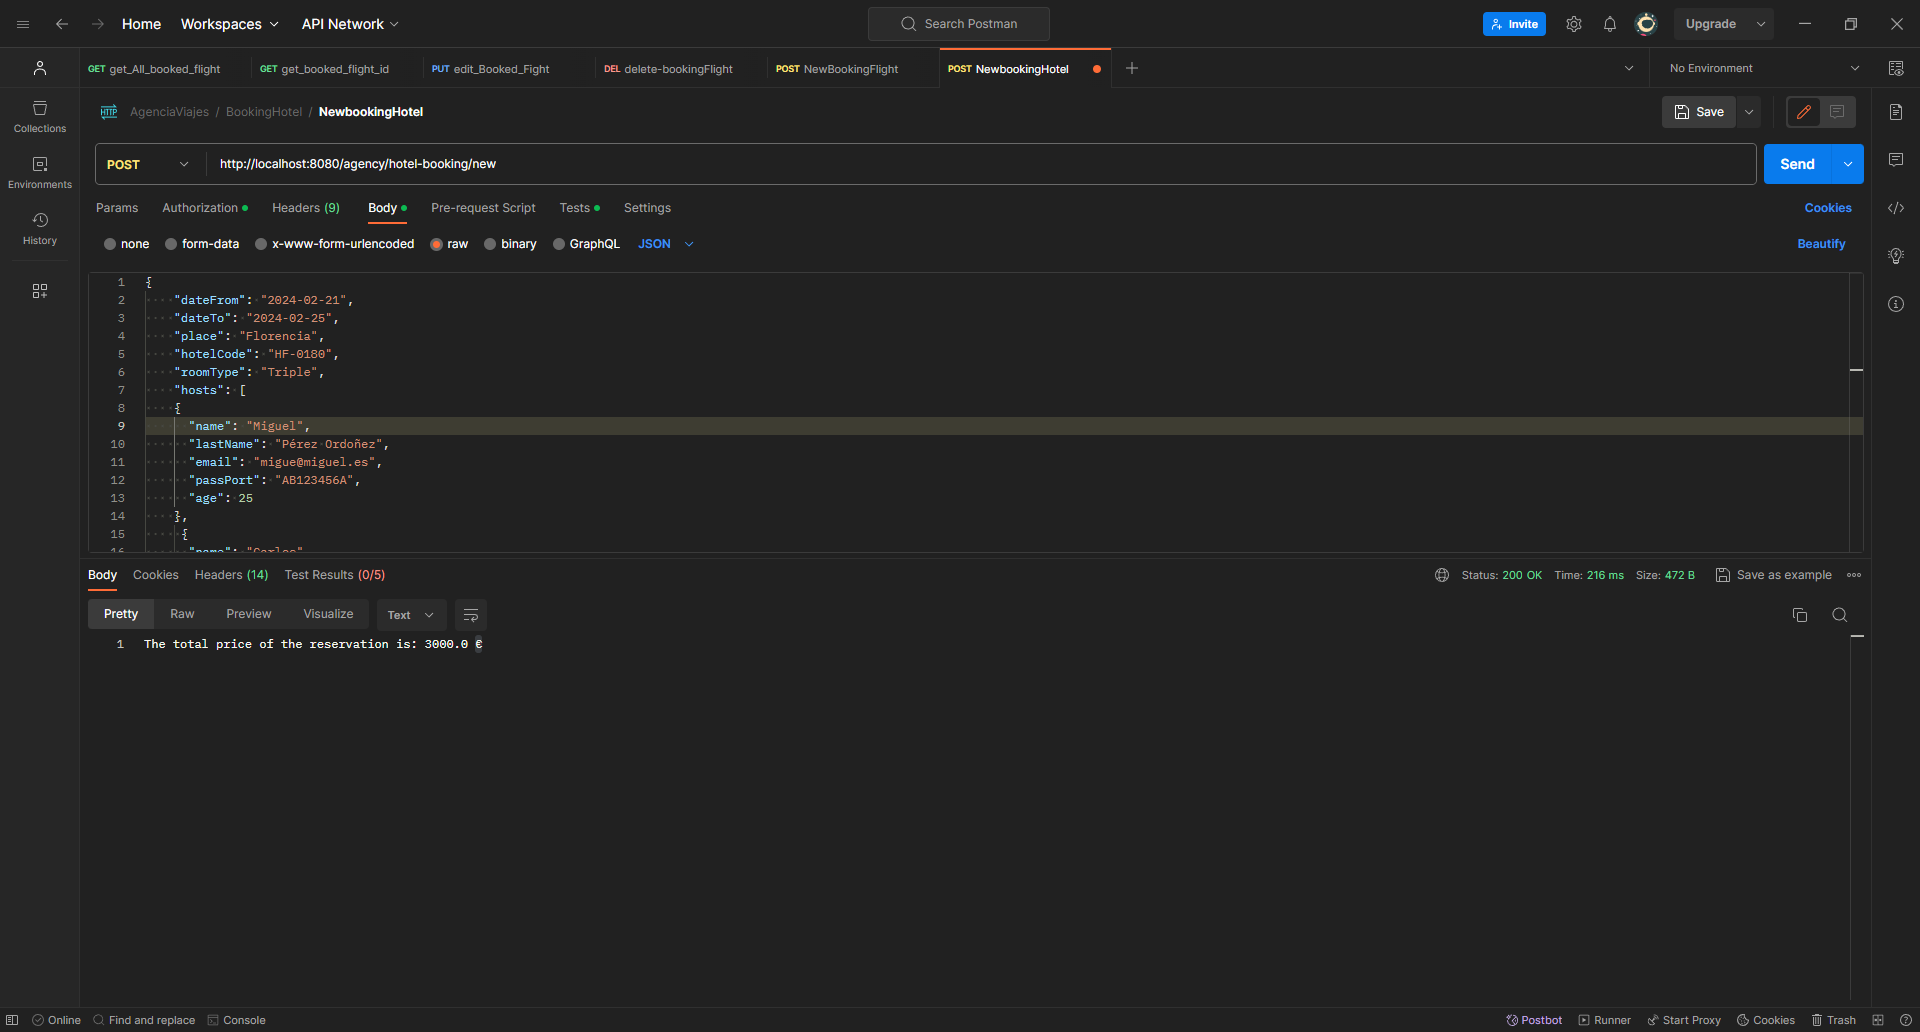 Home Workspaces API Network Search Postman Invite Upgrade
GET get_All_booked_flight GET get_booked_flight_id PUT edit_Booked_Fight DEL delete-bookingFlight POST NewBookingFlight POST NewbookingHotel No Environment
HTTP AgenciaViajes / BookingHotel / NewbookingHotel Save
Collections
Environments
History
POST http://localhost:8080/agency/hotel-booking/new Send
Params Authorization Headers (9) Body Pre-request Script Tests Settings Cookies
none form-data x-www-form-urlencoded raw binary GraphQL JSON Beautify
1 {
2 "dateFrom": "2024-02-21",
3 "dateTo": "2024-02-25",
4 "place": "Florencia",
5 "hotelCode": "HF-0180",
6 "roomType": "Triple",
7 "hosts": [
8 {
9 "name": "Miguel",
10 "lastName": "Pérez Ordoñez",
11 "email": "migue@miguel.es",
12 "passPort": "AB123456A",
13 "age": 25
14 },
15 {
16 "name": "Carlos"
Body Cookies Headers (14) Test Results (0/5) Status: 200 OK Time: 216 ms Size: 472 B Save as example
Pretty Raw Preview Visualize Text
1 The total price of the reservation is: 3000.0 €
Online Find and replace Console Postbot Runner Start Proxy Cookies Trash